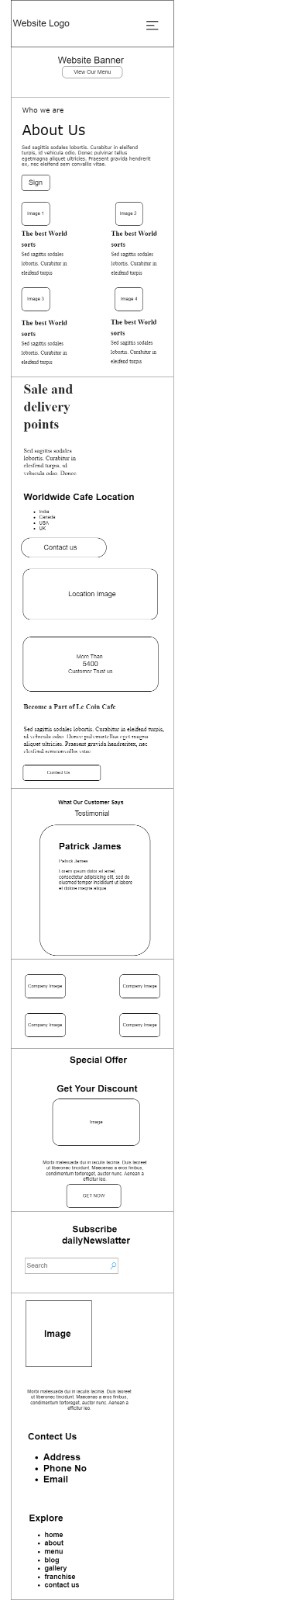 Website Logo
Website Banner
View Our Menu
Who we are
About Us
Sed sagittis sodales lobortis. Curabitur in eleifend
turpis, id vehicula odio. Donec pulvinar tellus
eget magna aliquet ultricies. Praesent gravida hendrerit
ex, nec eleifend sem convallis vitae.
Sign
Image 1
Image 2
The best World
sorts
Sed sagittis sodales
lobortis. Curabitur in
eleifend turpis
The best World
sorts
Sed sagittis sodales
lobortis. Curabitur in
eleifend turpis
Image 3
Image 4
The best World
sorts
Sed sagittis sodales
lobortis. Curabitur in
eleifend turpis
The best World
sorts
Sed sagittis sodales
lobortis. Curabitur in
eleifend turpis
Sale and
delivery
points
Sed sagittis sodales
lobortis. Curabitur in
eleifend turpis, id
vehicula odio. Donec
Worldwide Cafe Location
India
Canada
USA
UK
Contact us
Location Image
More Than
5400
Customer Trust us
Become a Part of Le Coin Cafe
Sed sagittis sodales lobortis. Curabitur in eleifend turpis,
id vehicula odio. Donec eget magna
aliquet ultricies. Praesent gravida hendrerit ex, nec
eleifend sem convallis vitae
Contact Us
What Our Customer Says
Testimonial
Patrick James
Patrick James
Lorem ipsum dolor sit amet,
consectetur adipisicing elit, sed do
eiusmod tempor incididunt ut labore
et dolore magna aliqua
Company Image
Company Image
Company Image
Company Image
Special Offer
Get Your Discount
Image
Morbi malesuada dui in iaculis lacinia. Duis laoreet
ut libero nec tincidunt. Maecenas a eros finibus,
condimentum tortor eget, auctor nunc. Aenean a
efficitur leo.
GET NOW
Subscribe
dailyNewslatter
Search
Image
Morbi malesuada dui in iaculis lacinia. Duis laoreet
ut libero nec tincidunt. Maecenas a eros finibus,
condimentum tortor eget, auctor nunc. Aenean a
efficitur leo
Contect Us
Address
Phone No
Email
Explore
home
about
menu
blog
gallery
franchise
contact us